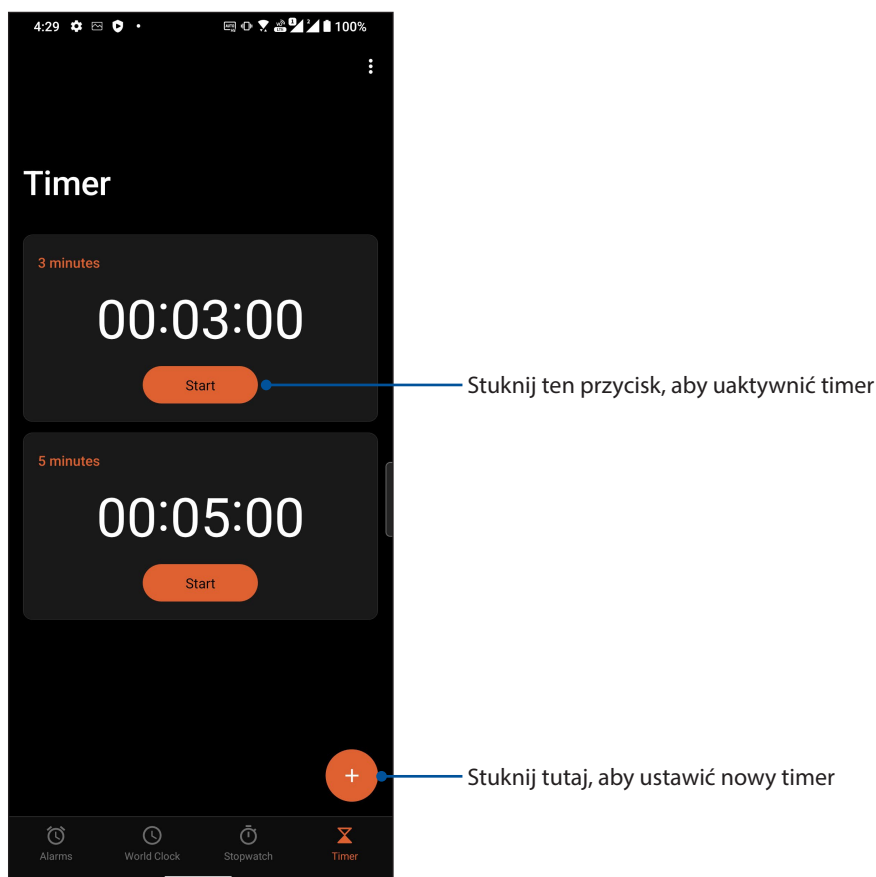 4:29 100%
Timer
3 minutes
00:03:00
Start
Stuknij ten przycisk, aby uaktywnić timer
5 minutes
00:05:00
Start
+
Stuknij tutaj, aby ustawić nowy timer
Alarms World Clock Stopwatch Timer